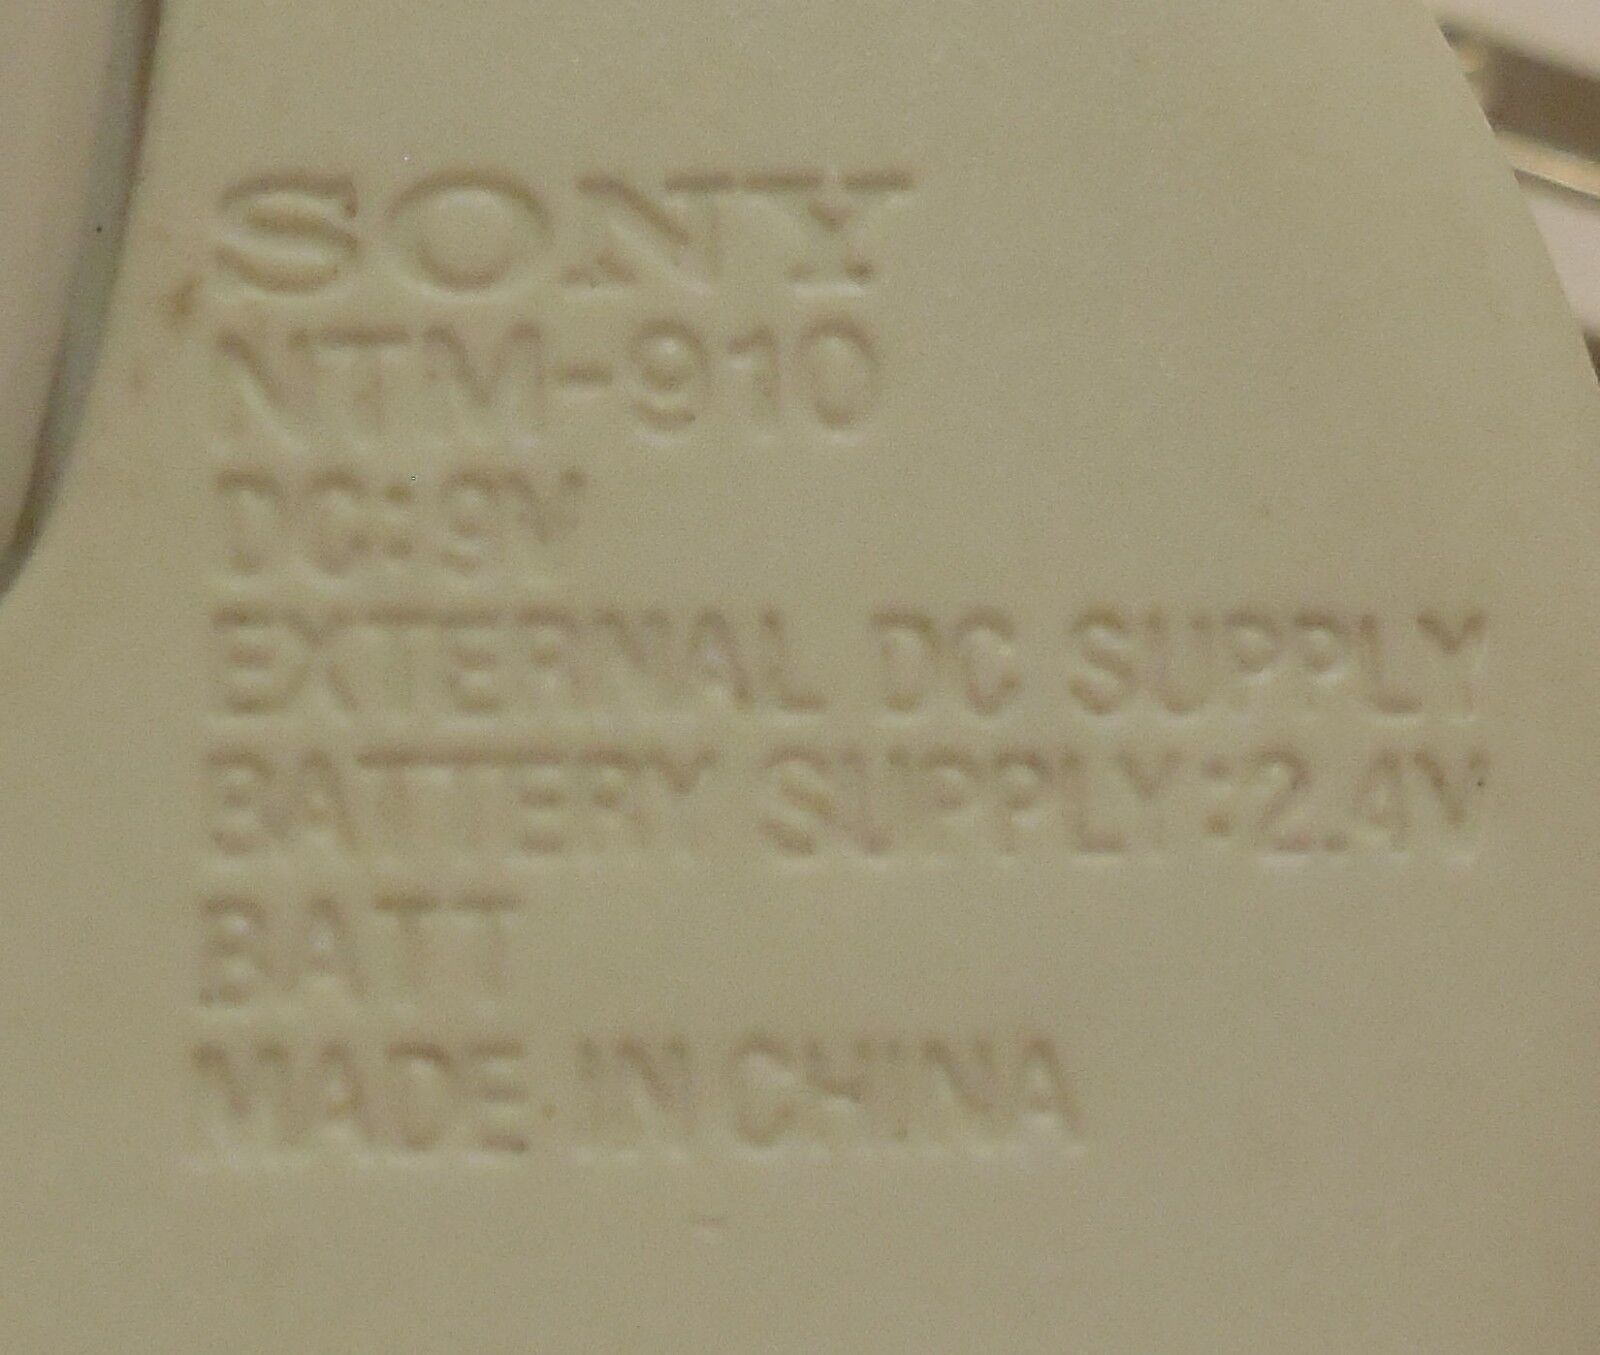 SONY
NTM-910
DC:9V
EXTERNAL DC SUPPLY
BATTERY SUPPLY:2.4V
BATT
MADE IN CHINA